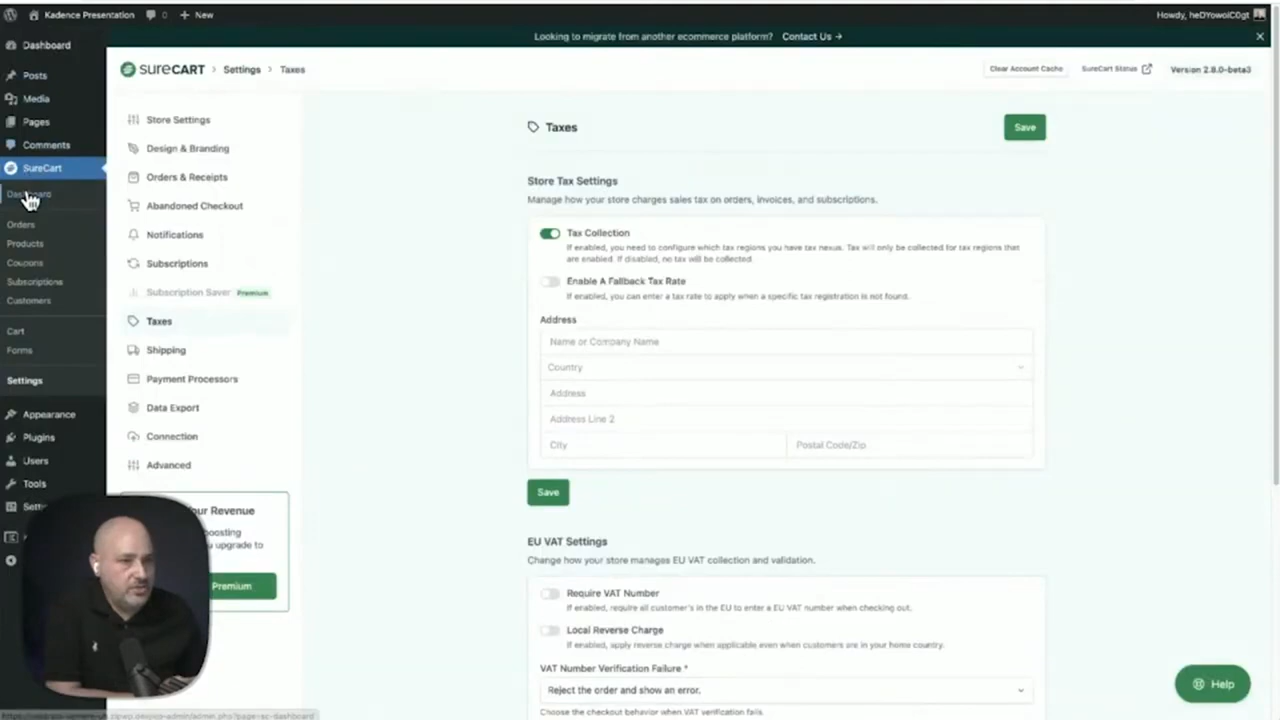 Kadence Presentation
0
New
Howdy, heDYowolC0gt
Looking to migrate from another ecommerce platform? Contact Us →
Dashboard
Posts
Media
Pages
Comments
SureCart
Dashboard
Orders
Products
Coupons
Subscriptions
Customers
Cart
Forms
Settings
Appearance
Plugins
Users
Tools
SURECART > Settings > Taxes
Clear Account Cache
SureCart Status
Version 2.8.0-beta3
Store Settings
Design & Branding
Orders & Receipts
Abandoned Checkout
Notifications
Subscriptions
Subscription Saver Premium
Taxes
Shipping
Payment Processors
Data Export
Connection
Advanced
our Revenue
boosting
u upgrade to
Premium
Taxes
Save
Store Tax Settings
Manage how your store charges sales tax on orders, invoices, and subscriptions.
Tax Collection
If enabled, you need to configure which tax regions you have tax nexus. Tax will only be collected for tax regions that
are enabled. If disabled, no tax will be collected.
Enable A Fallback Tax Rate
If enabled, you can enter a tax rate to apply when a specific tax registration is not found.
Address
Name or Company Name
Country
Address
Address Line 2
City
Postal Code/Zip
Save
EU VAT Settings
Change how your store manages EU VAT collection and validation.
Require VAT Number
If enabled, require all customer's in the EU to enter a EU VAT number when checking out.
Local Reverse Charge
If enabled, apply reverse charge when applicable even when customers are in your home country.
VAT Number Verification Failure *
Reject the order and show an error.
Choose the checkout behavior when VAT verification fails.
Help